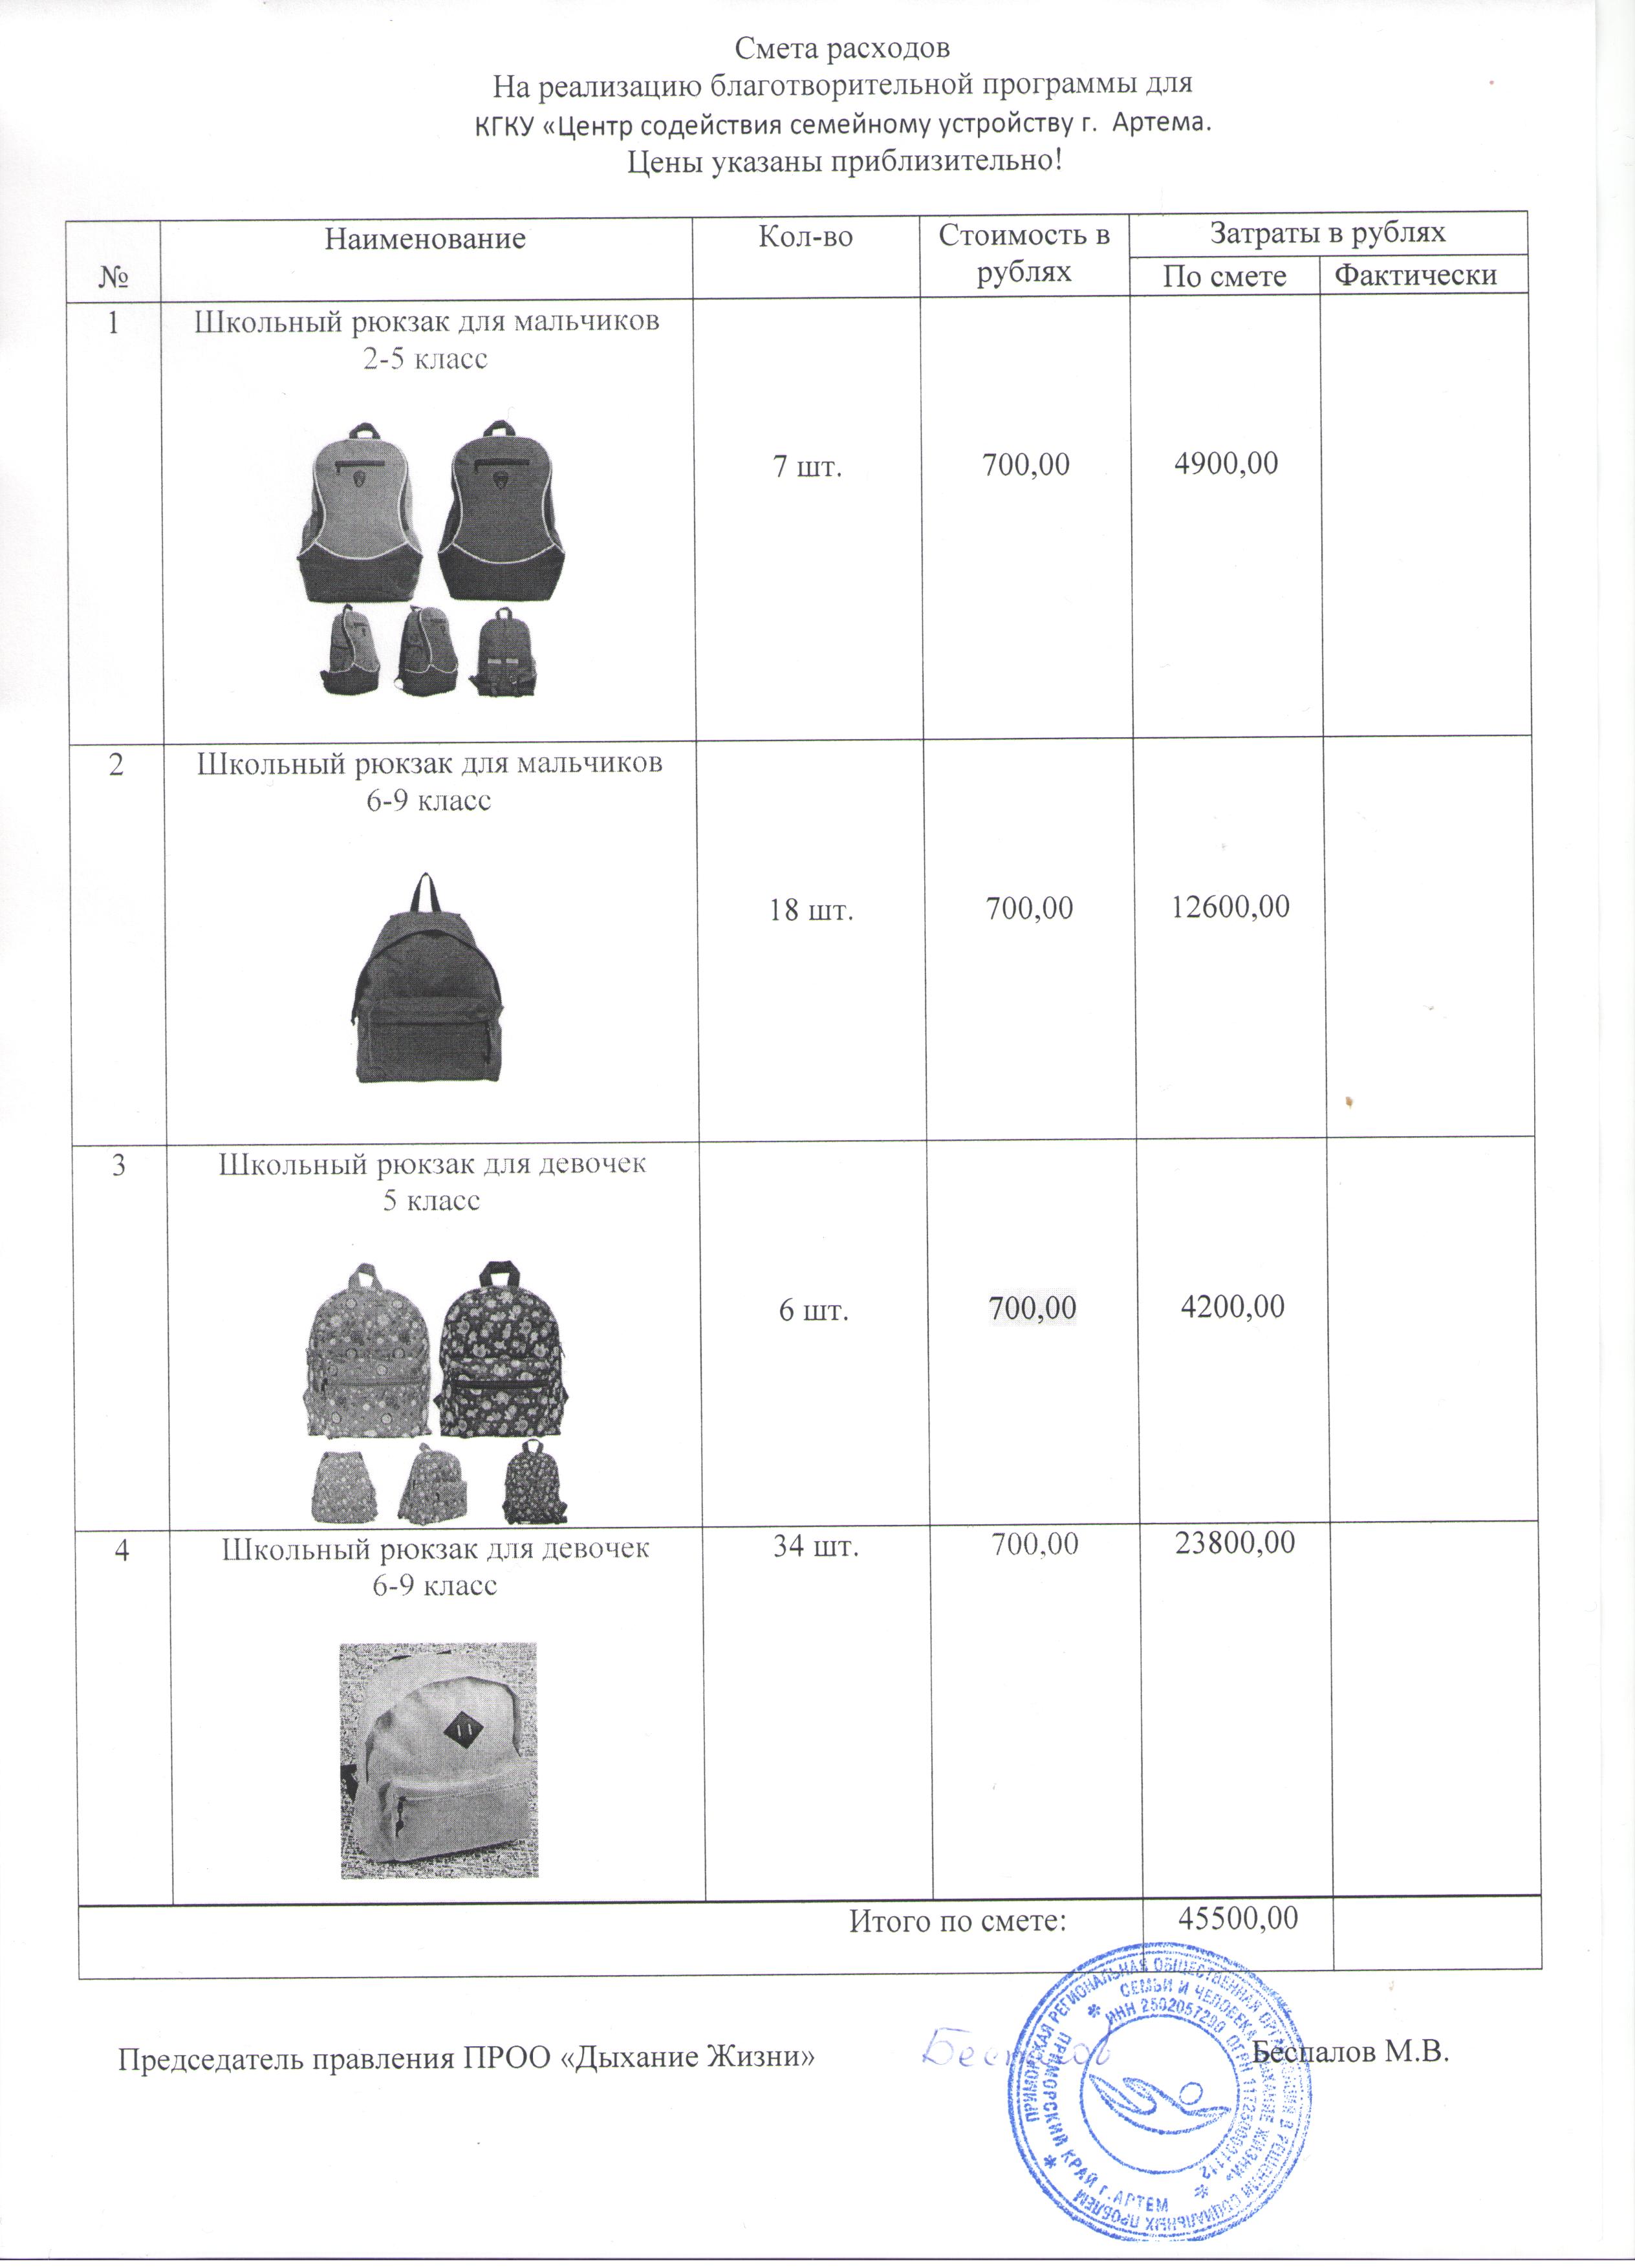 Смета расходов
На реализацию благотворительной программы для
КГКУ «Центр содействия семейному устройству г. Артема.
Цены указаны приблизительно!
№ Наименование Кол-во Стоимость в рублях Затраты в рублях
По смете Фактически
1 Школьный рюкзак для мальчиков
2-5 класс
7 шт. 700,00 4900,00
2 Школьный рюкзак для мальчиков
6-9 класс
18 шт. 700,00 12600,00
3 Школьный рюкзак для девочек
5 класс
6 шт. 700,00 4200,00
4 Школьный рюкзак для девочек 34 шт. 700,00 23800,00
6-9 класс
Итого по смете: 45500,00
Председатель правления ПРОО «Дыхание Жизни» Беспалов Беспалов М.В.
ПРИМОРСКАЯ РЕГИОНАЛЬНАЯ ОБЩЕСТВЕННАЯ ОРГАНИЗАЦИЯ В РЕШЕНИИ СОЦИАЛЬНЫХ ПРОБЛЕМ
СЕМЬИ И ЧЕЛОВЕКА «ДЫХАНИЕ ЖИЗНИ»
ПРИМОРСКИЙ КРАЙ г.АРТЕМ
ИНН 2502057290 ОГРН